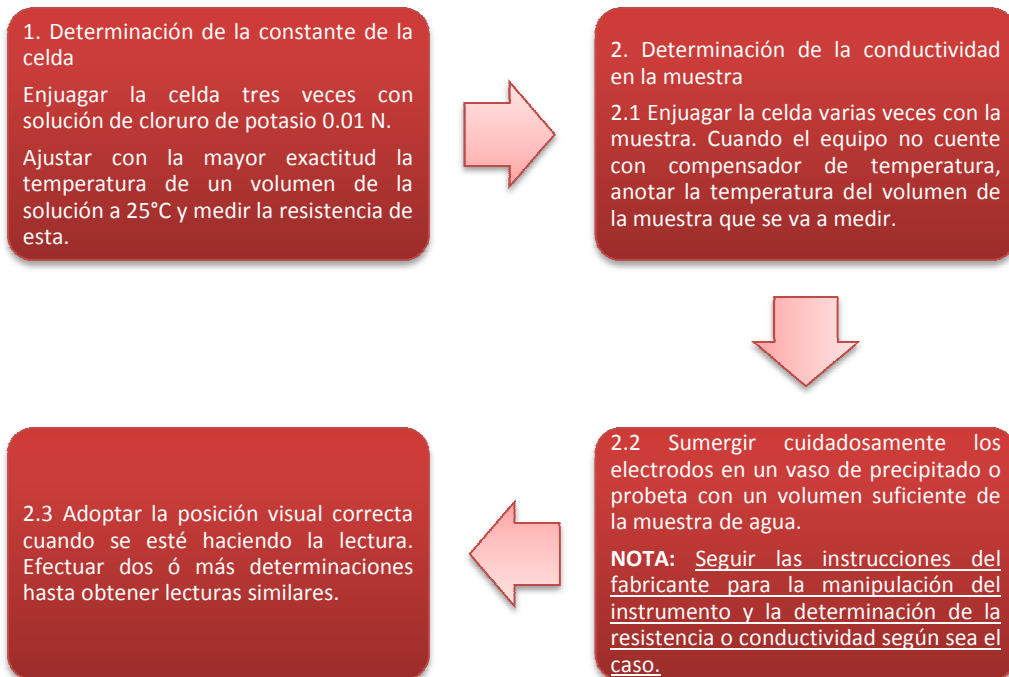 1. Determinación de la constante de la
celda
Enjuagar la celda tres veces con
solución de cloruro de potasio 0.01 N.
Ajustar con la mayor exactitud la
temperatura de un volumen de la
solución a 25°C y medir la resistencia de
esta.
2. Determinación de la conductividad
en la muestra
2.1 Enjuagar la celda varias veces con la
muestra. Cuando el equipo no cuente
con compensador de temperatura,
anotar la temperatura del volumen de
la muestra que se va a medir.
2.2 Sumergir cuidadosamente los
electrodos en un vaso de precipitado o
probeta con un volumen suficiente de
la muestra de agua.
NOTA: Seguir las instrucciones del
fabricante para la manipulación del
instrumento y la determinación de la
resistencia o conductividad según sea el
caso.
2.3 Adoptar la posición visual correcta
cuando se esté haciendo la lectura.
Efectuar dos ó más determinaciones
hasta obtener lecturas similares.